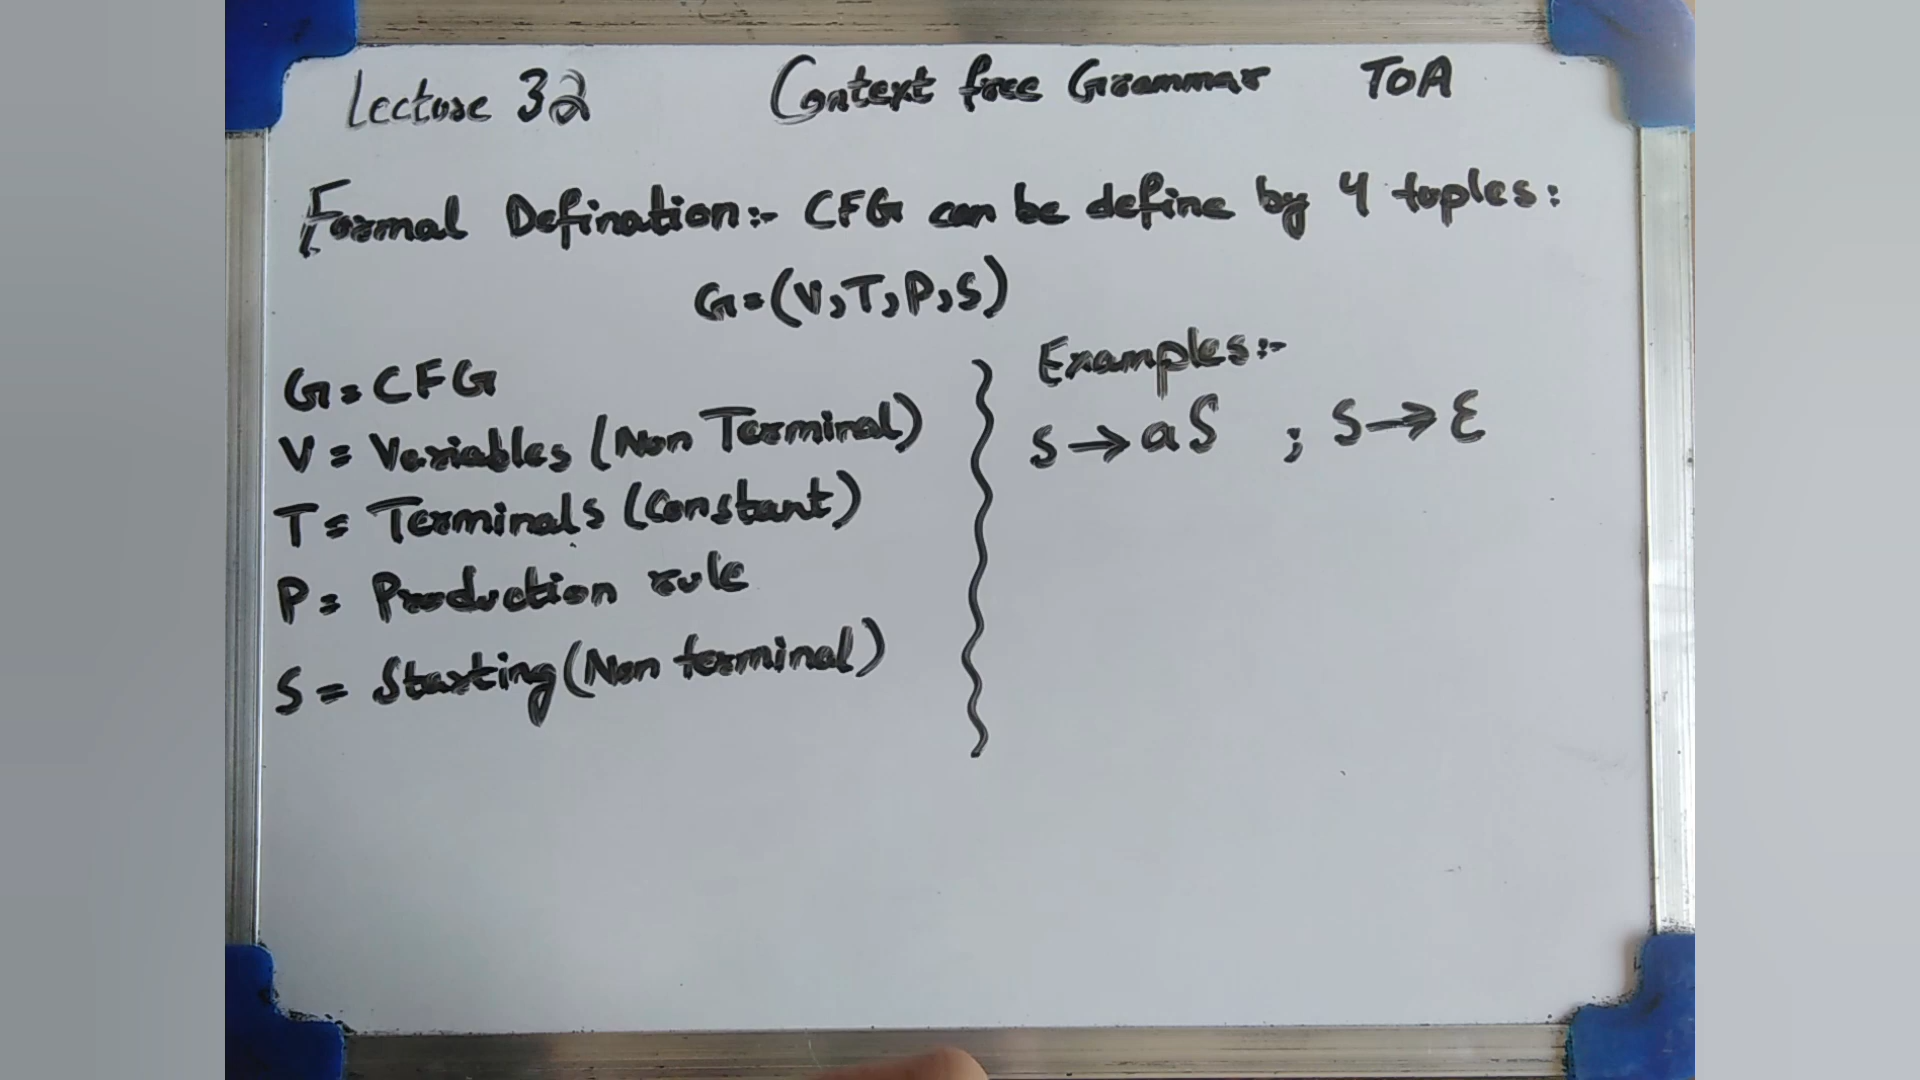 Lecture 32 Context free Grammar TOA
Formal Defination:- CFG can be define by 4 tuples:
G=(V,T,P,S)
G=CFG
V= Variables (Non Terminal)
T= Terminals (Constant)
P= Production rule
S= Starting (Non terminal)
Examples:-
S→aS ; S→Ɛ